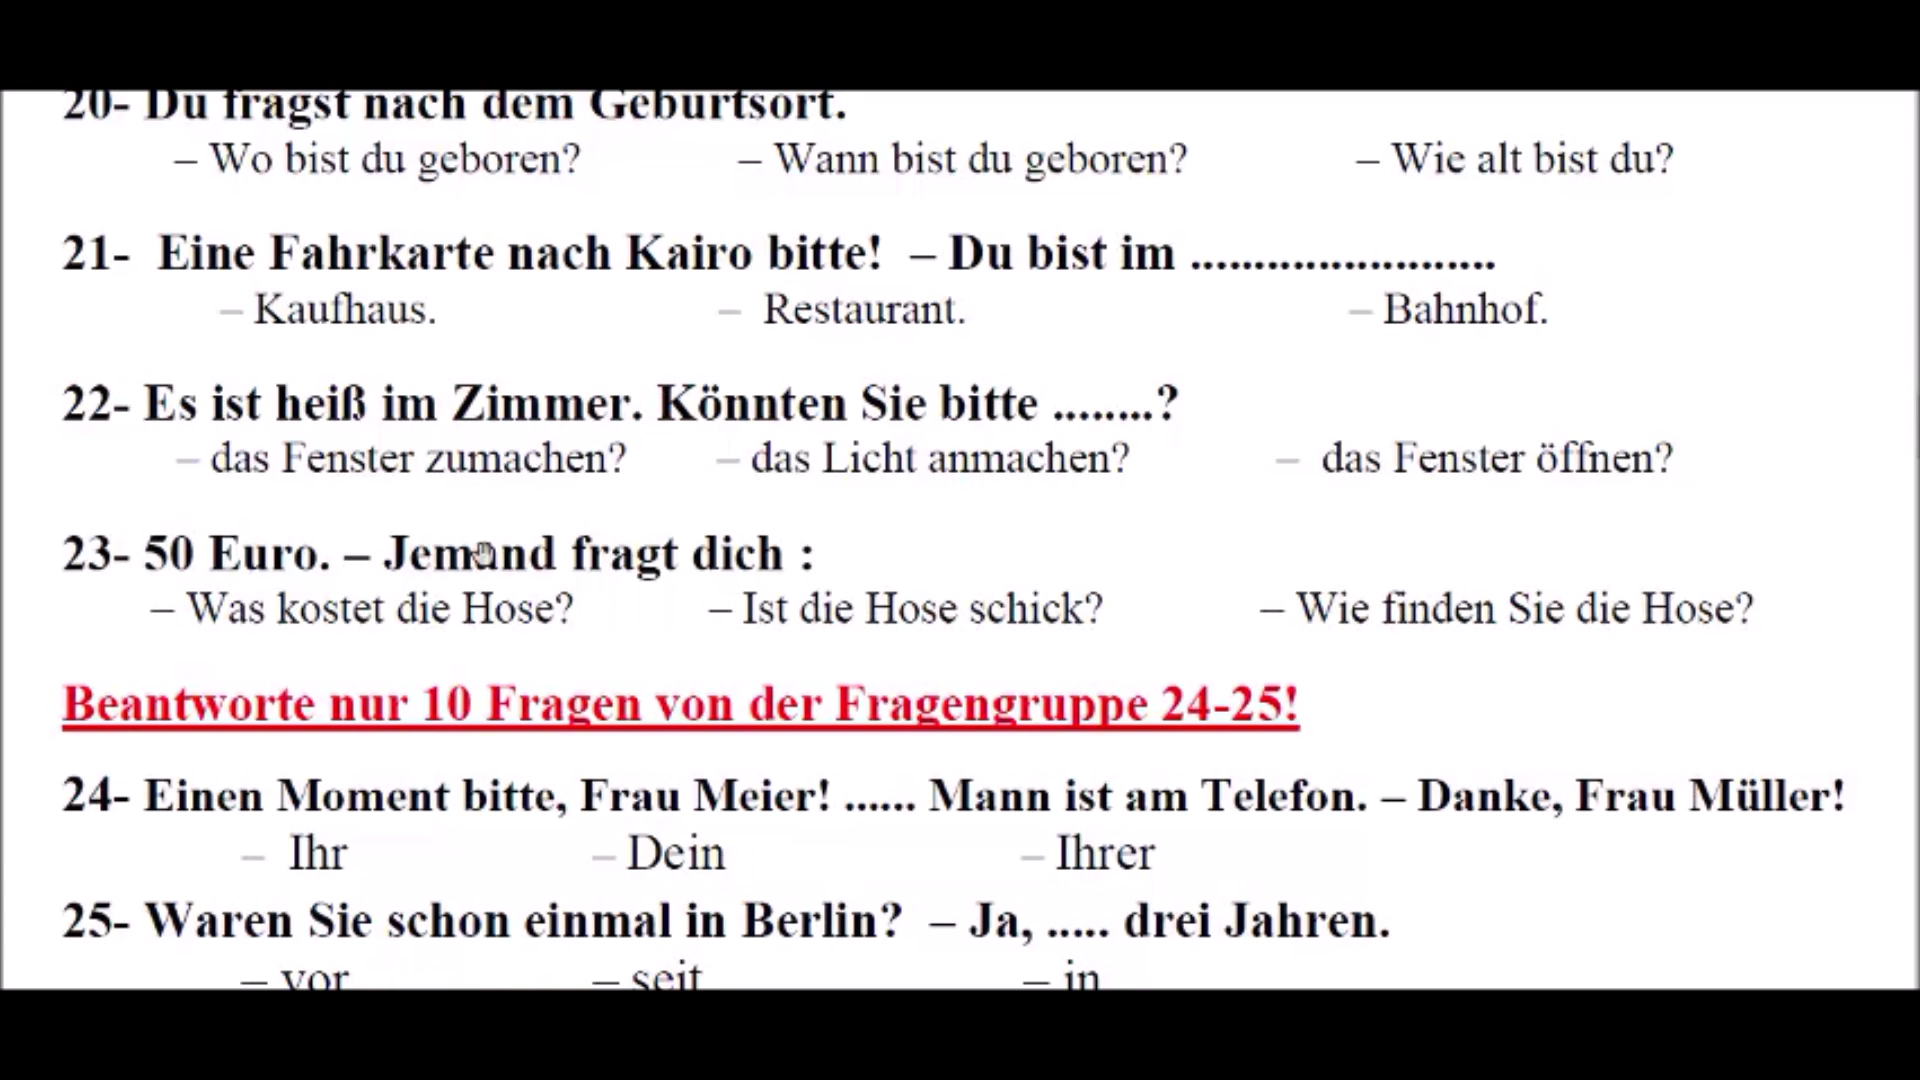 20- Du fragst nach dem Geburtsort.
– Wo bist du geboren? – Wann bist du geboren? – Wie alt bist du?
21- Eine Fahrkarte nach Kairo bitte! – Du bist im ........................
– Kaufhaus. – Restaurant. – Bahnhof.
22- Es ist heiß im Zimmer. Könnten Sie bitte ........?
– das Fenster zumachen? – das Licht anmachen? – das Fenster öffnen?
23- 50 Euro. – Jemand fragt dich :
– Was kostet die Hose? – Ist die Hose schick? – Wie finden Sie die Hose?
Beantworte nur 10 Fragen von der Fragengruppe 24-25!
24- Einen Moment bitte, Frau Meier! ...... Mann ist am Telefon. – Danke, Frau Müller!
– Ihr – Dein – Ihrer
25- Waren Sie schon einmal in Berlin? – Ja, ..... drei Jahren.
– vor – seit – in